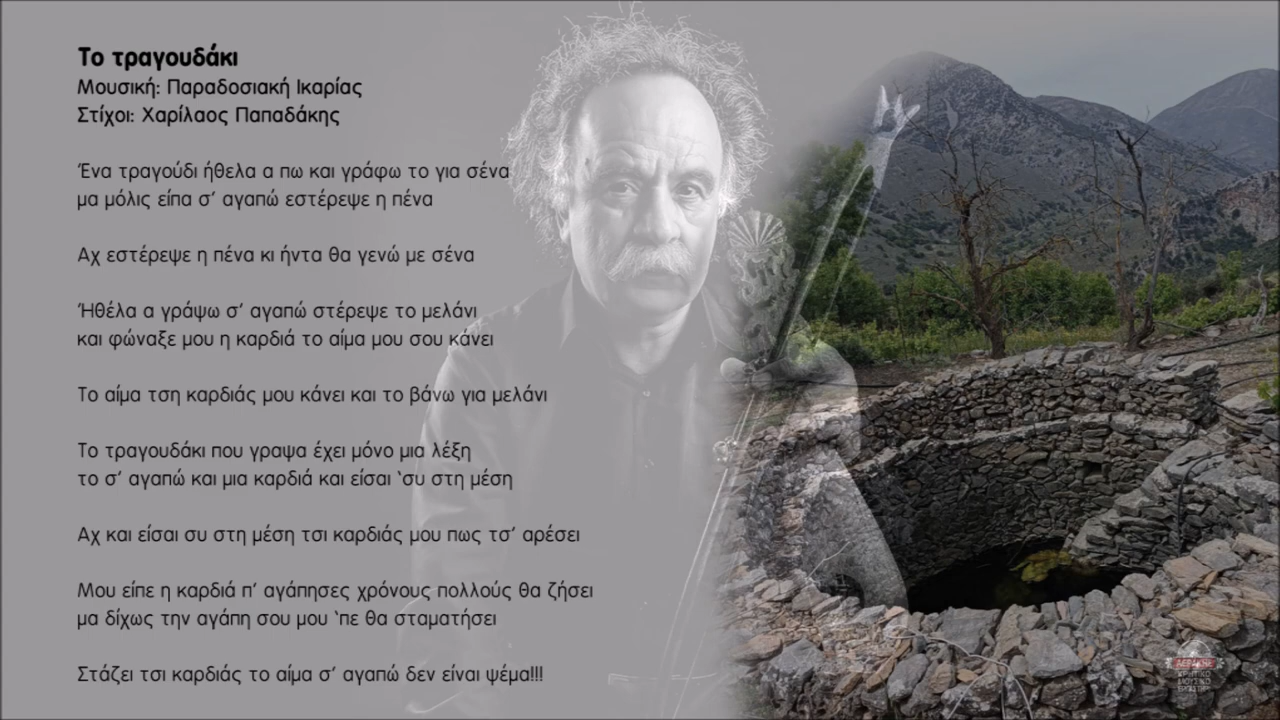 Το τραγουδάκι
Μουσική: Παραδοσιακή Ικαρίας
Στίχοι: Χαρίλαος Παπαδάκης
Ένα τραγούδι ήθελα α πω και γράφω το για σένα
μα μόλις είπα σ’ αγαπώ εστέρεψε η πένα
Αχ εστέρεψε η πένα κι ήντα θα γενώ με σένα
Ήθέλα α γράψω σ’ αγαπώ στέρεψε το μελάνι
και φώναξε μου η καρδιά το αίμα μου σου κάνει
Το αίμα τση καρδιάς μου κάνει και το βάνω για μελάνι
Το τραγουδάκι που γραψα έχει μόνο μια λέξη
το σ’ αγαπώ και μια καρδιά και είσαι ‘συ στη μέση
Αχ και είσαι συ στη μέση τσι καρδιάς μου πως τσ’ αρέσει
Μου είπε η καρδιά π’ αγάπησες χρόνους πολλούς θα ζήσει
μα δίχως την αγάπη σου μου ‘πε θα σταματήσει
Στάζει τσι καρδιάς το αίμα σ’ αγαπώ δεν είναι ψέμα!!!
ΑΕΡΑΚΗΣ
ΚΡΗΤΙΚΟ
ΜΟΥΣΙΚΟ
ΕΡΓΑΣΤΗΡΙ